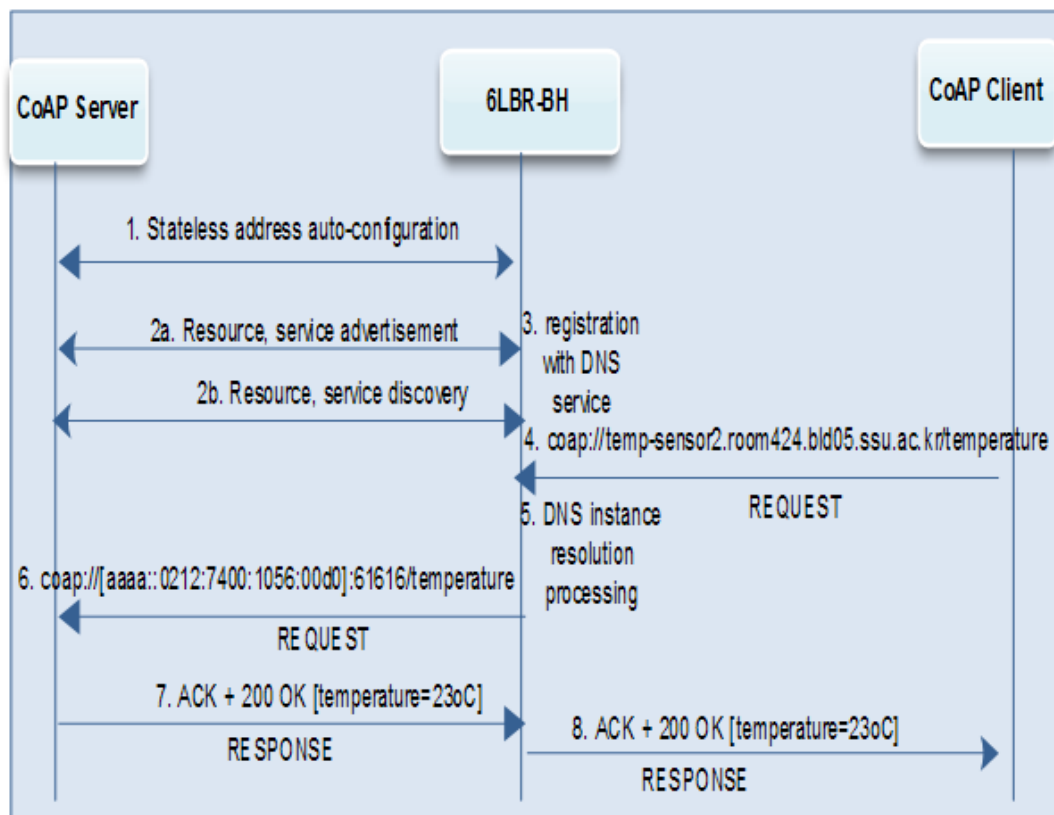 CoAP Server
6LBR-BH
CoAP Client
1. Stateless address auto-configuration
2a. Resource, service advertisement
3. registration
with DNS
service
2b. Resource, service discovery
4. coap://temp-sensor2.room424.bld05.ssu.ac.kr/temperature
REQUEST
5. DNS instance
resolution
processing
6. coap://[aaaa::0212:7400:1056:00d0]:61616/temperature
REQUEST
7. ACK + 200 OK [temperature=23oC]
RESPONSE
8. ACK + 200 OK [temperature=23oC]
RESPONSE